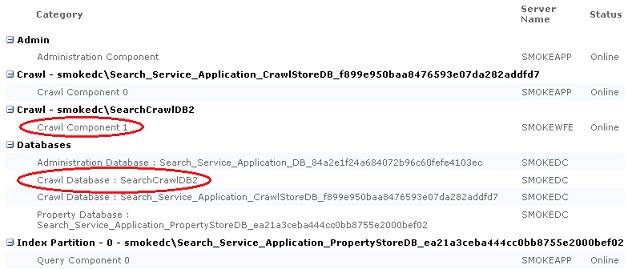 Category Server Name Status
Admin
Administration Component SMOKEAPP Online
Crawl - smokedc\Search_Service_Application_CrawlStoreDB_f899e950baa8476593e07da282addfd7
Crawl Component 0 SMOKEAPP Online
Crawl - smokedc\SearchCrawlDB2
Crawl Component 1 SMOKEWFE Online
Databases
Administration Database : Search_Service_Application_DB_84a2e1f24a684072b96c60fefe4103ec SMOKEDC
Crawl Database : SearchCrawlDB2 SMOKEDC
Crawl Database : Search_Service_Application_CrawlStoreDB_f899e950baa8476593e07da282addfd7 SMOKEDC
Property Database :
Search_Service_Application_PropertyStoreDB_ea21a3ceba444cc0bb8755e2000bef02 SMOKEDC
Index Partition - 0 - smokedc\Search_Service_Application_PropertyStoreDB_ea21a3ceba444cc0bb8755e2000bef02
Query Component 0 SMOKEAPP Online